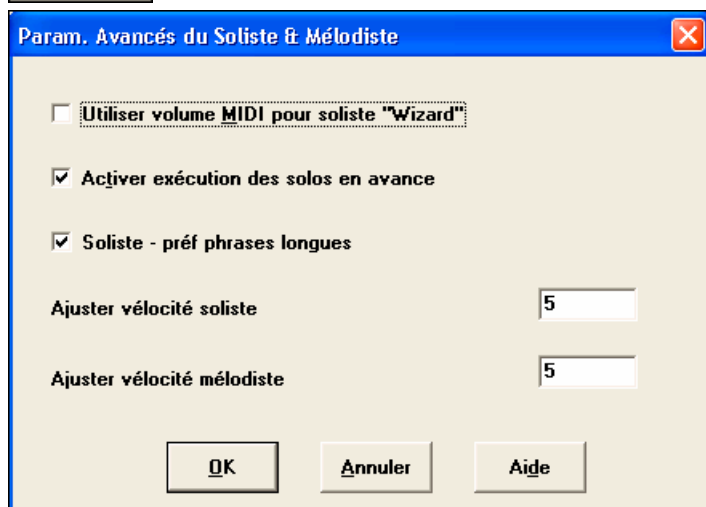 Param. Avancés du Soliste & Mélodiste
Utiliser volume MIDI pour soliste "Wizard"
Activer exécution des solos en avance
Soliste - préf phrases longues
Ajuster vélocité soliste 5
Ajuster vélocité mélodiste 5
OK Annuler Aide